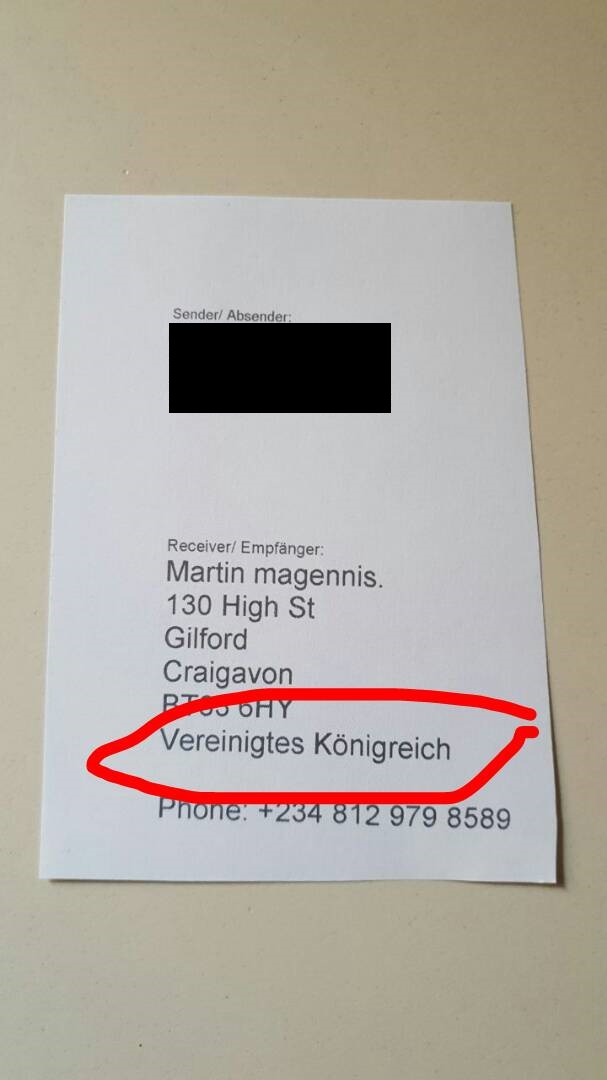 Sender/ Absender:
Receiver/ Empfänger:
Martin magennis.
130 High St
Gilford
Craigavon
6HY
Vereinigtes Königreich
Phone: +234 812 979 8589